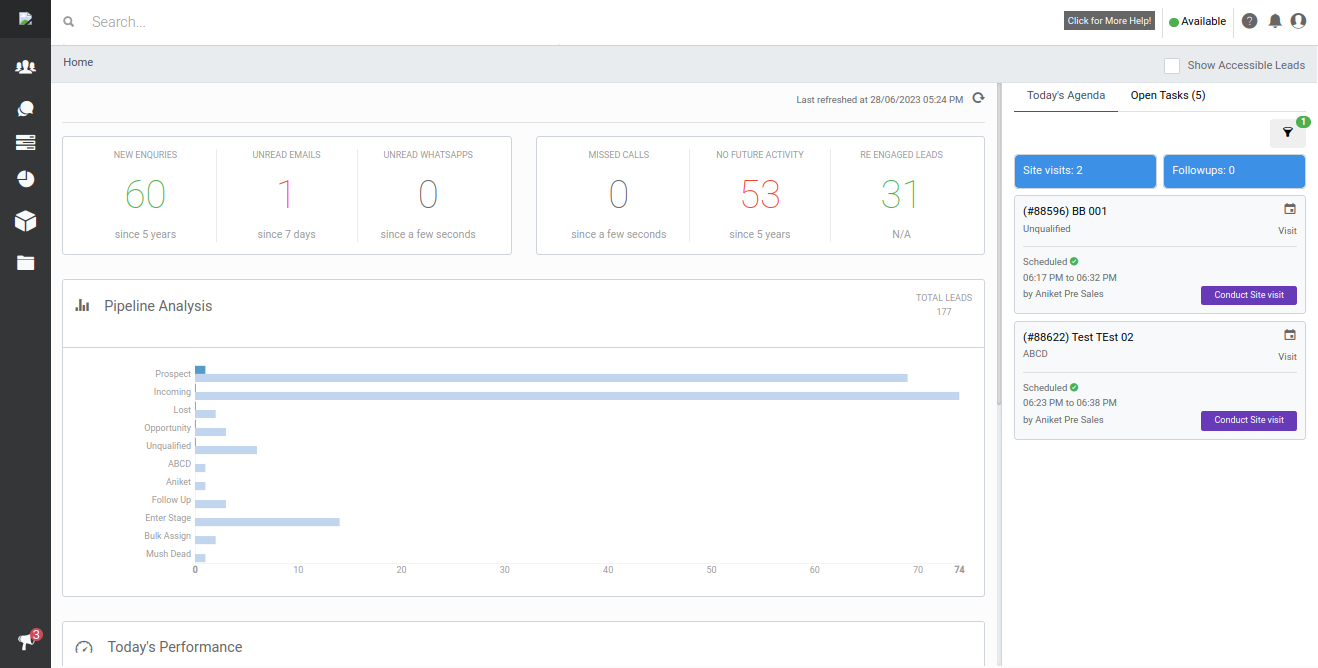 Search...
Click for More Help!
Available
Home
Show Accessible Leads
Last refreshed at 28/06/2023 05:24 PM
NEW ENQURIES
60
since 5 years
UNREAD EMAILS
1
since 7 days
UNREAD WHATSAPPS
0
since a few seconds
MISSED CALLS
0
since a few seconds
NO FUTURE ACTIVITY
53
since 5 years
RE ENGAGED LEADS
31
N/A
Pipeline Analysis
TOTAL LEADS
177
Prospect
Incoming
Lost
Opportunity
Unqualified
ABCD
Aniket
Follow Up
Enter Stage
Bulk Assign
Mush Dead
0 10 20 30 40 50 60 70 74
Today's Performance
3
Today's Agenda
Open Tasks (5)
1
Site visits: 2
Followups: 0
(#88596) BB 001
Unqualified
Visit
Scheduled
06:17 PM to 06:32 PM
by Aniket Pre Sales
Conduct Site visit
(#88622) Test TEst 02
ABCD
Visit
Scheduled
06:23 PM to 06:38 PM
by Aniket Pre Sales
Conduct Site visit